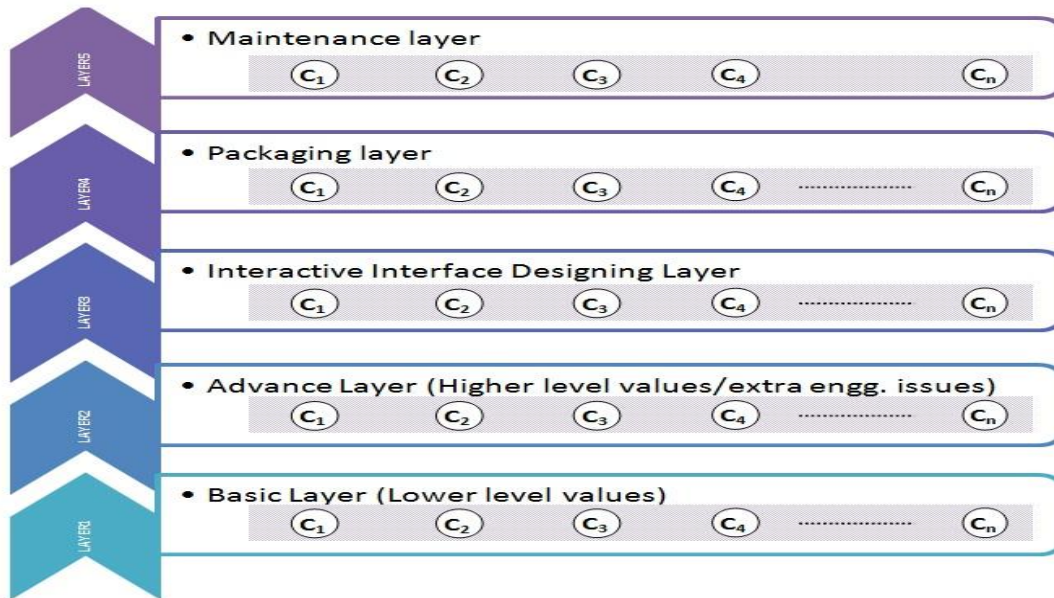 LAYER5
• Maintenance layer
C₁ C₂ C₃ C₄ Cₙ
LAYER4
• Packaging layer
C₁ C₂ C₃ C₄ ---------------- Cₙ
LAYER3
• Interactive Interface Designing Layer
C₁ C₂ C₃ C₄ ---------------- Cₙ
LAYER2
• Advance Layer (Higher level values/extra engg. issues)
C₁ C₂ C₃ C₄ ---------------- Cₙ
LAYER1
• Basic Layer (Lower level values)
C₁ C₂ C₃ C₄ ---------------- Cₙ